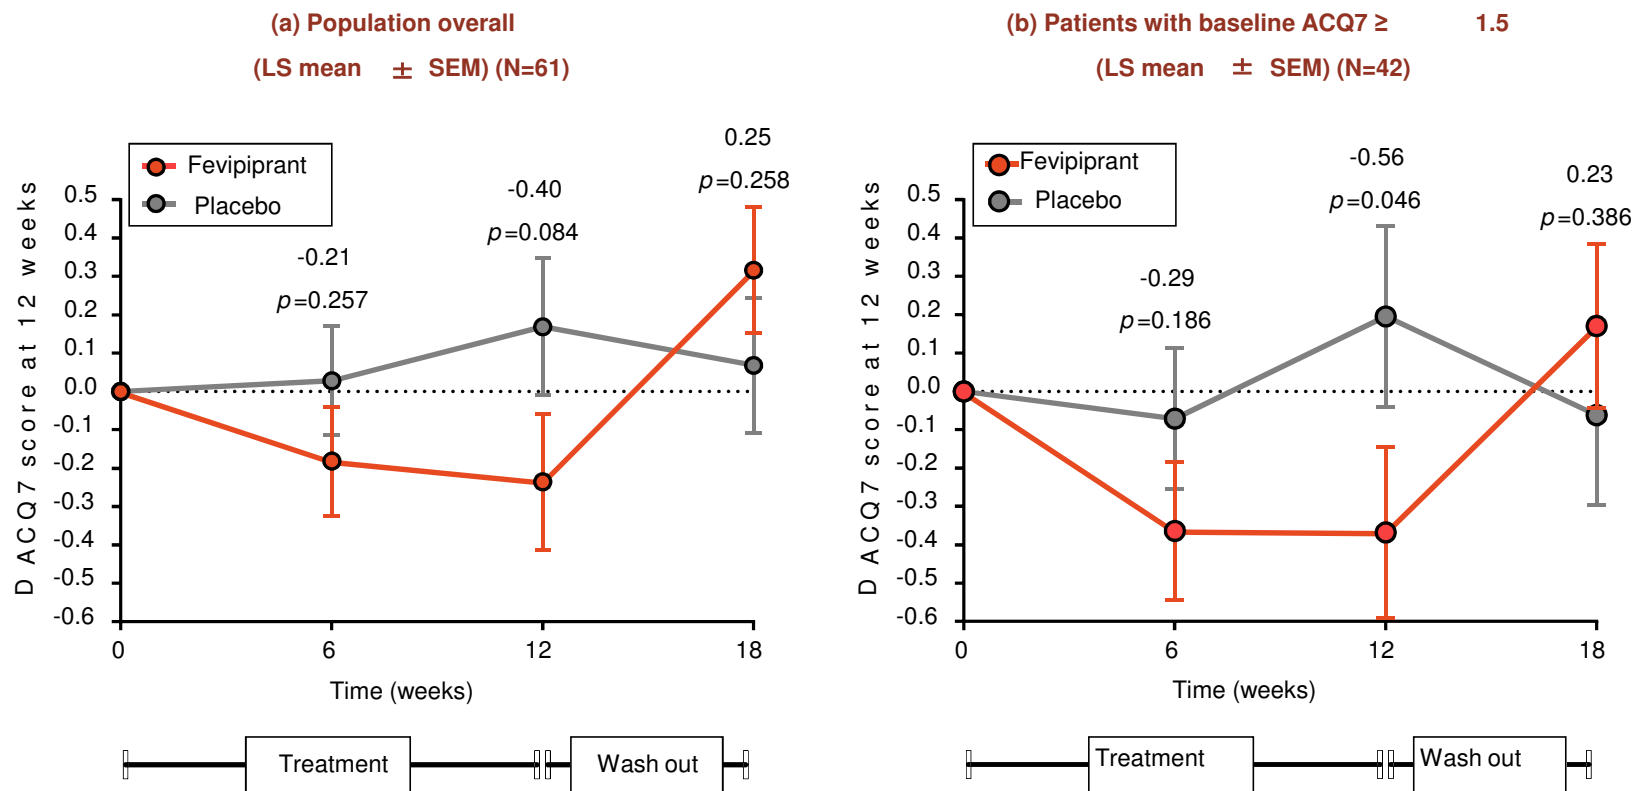 (a) Population overall
(LS mean ± SEM) (N=61)
Fevipiprant
Placebo
-0.21
p=0.257
-0.40
p=0.084
0.25
p=0.258
D ACQ7 score at 12 weeks
0.5
0.4
0.3
0.2
0.1
0.0
-0.1
-0.2
-0.3
-0.4
-0.5
-0.6
0 6 12 18
Time (weeks)
Treatment
Wash out
(b) Patients with baseline ACQ7 ≥ 1.5
(LS mean ± SEM) (N=42)
Fevipiprant
Placebo
-0.29
p=0.186
-0.56
p=0.046
0.23
p=0.386
D ACQ7 score at 12 weeks
0.5
0.4
0.3
0.2
0.1
0.0
-0.1
-0.2
-0.3
-0.4
-0.5
-0.6
0 6 12 18
Time (weeks)
Treatment
Wash out